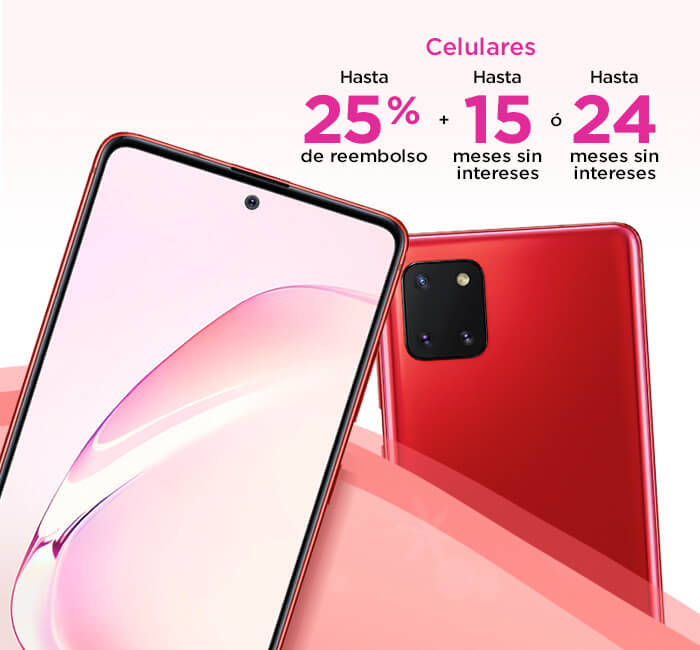 Celulares
Hasta
25%
de reembolso
+
Hasta
15
meses sin
intereses
ó
Hasta
24
meses sin
intereses